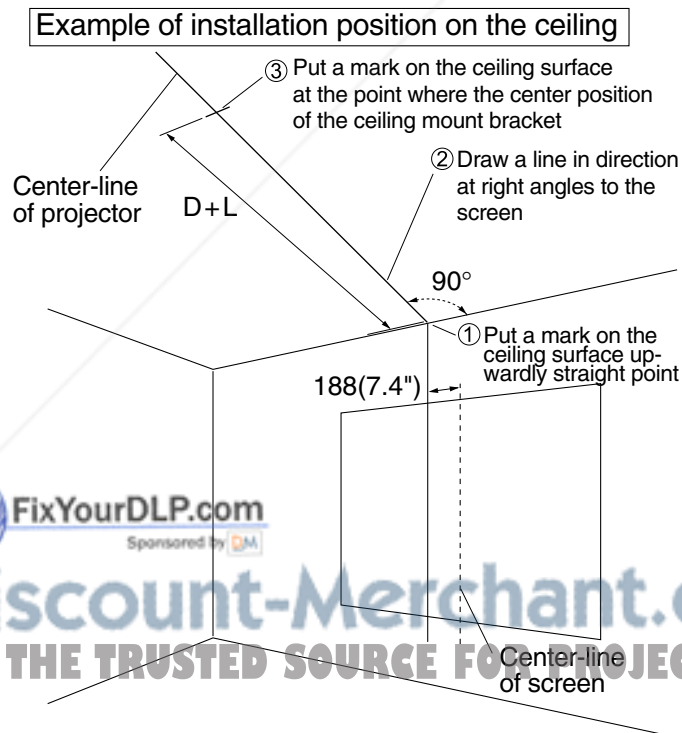 Example of installation position on the ceiling
③ Put a mark on the ceiling surface
at the point where the center position
of the ceiling mount bracket
② Draw a line in direction
at right angles to the
screen
Center-line
of projector
D+L
90°
① Put a mark on the
ceiling surface up-
wardly straight point
188(7.4")
FixYourDLP.com
Sponsored by DM
iscount-Merchant.c
THE TRUSTED SOURCE FOR PROJEC
Center-line
of screen